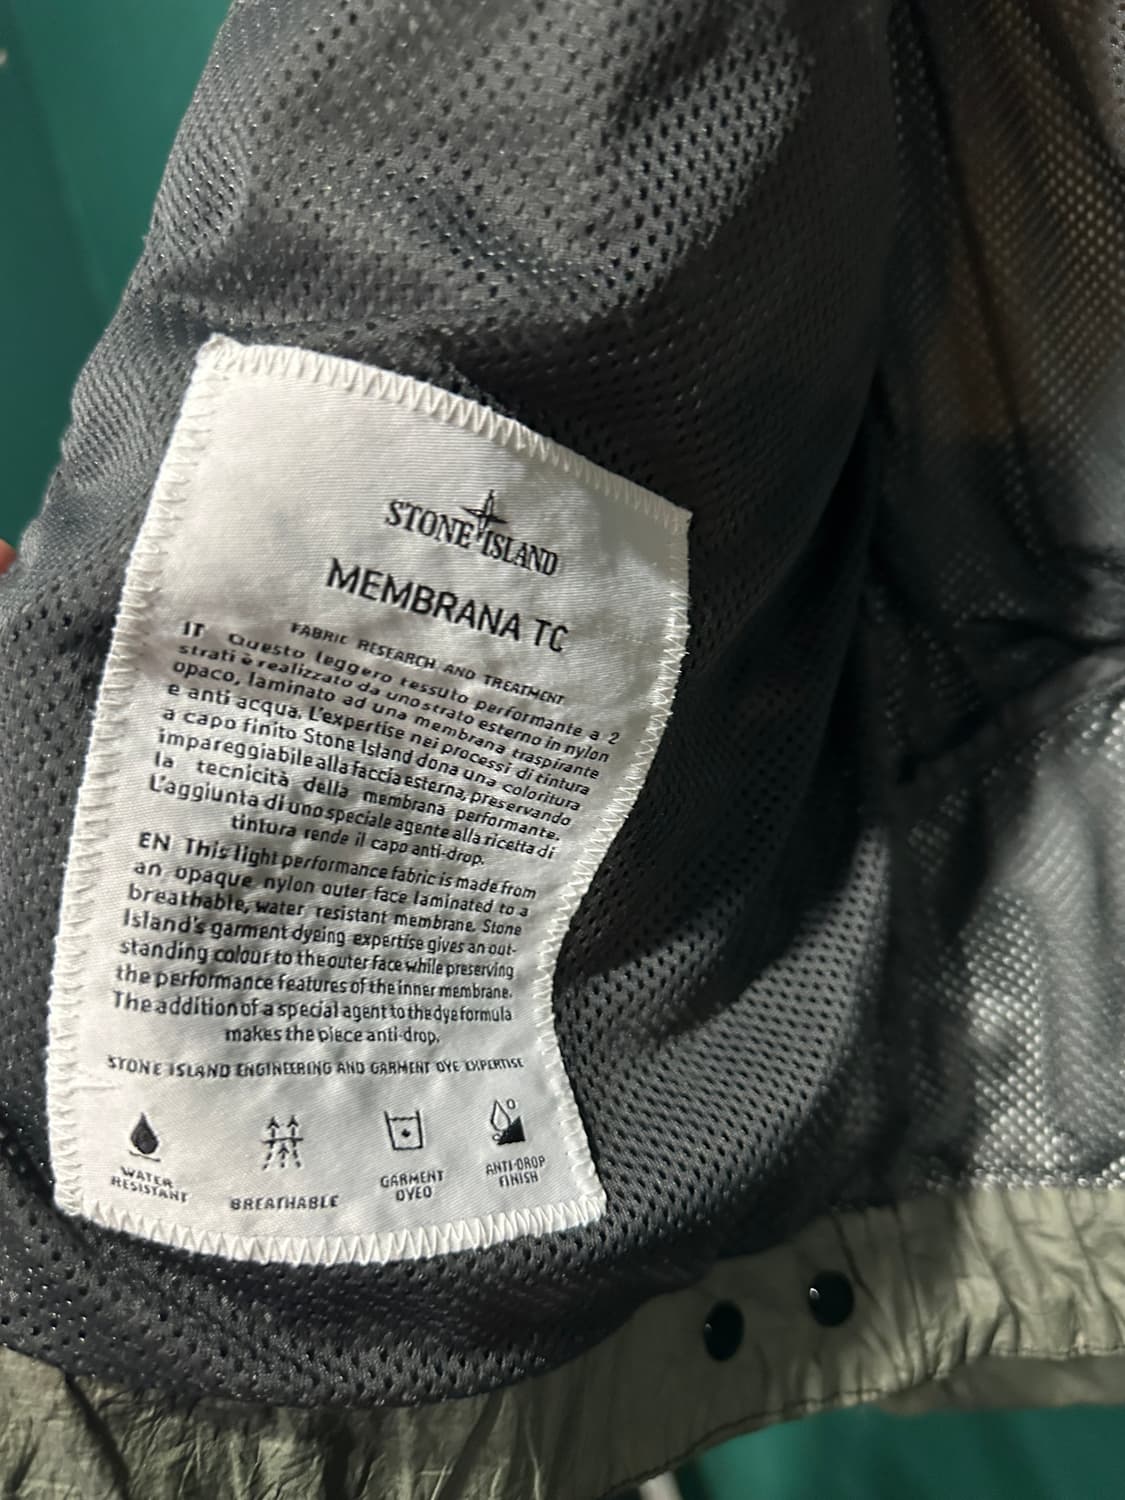 STONE ISLAND
MEMBRANA TC
FABRIC RESEARCH AND TREATMENT
IT Questo leggero tessuto performante a 2
strati è realizzato da uno strato esterno in nylon
opaco, laminato ad una membrana traspirante
e anti acqua. L'expertise nei processi di tintura
a capo finito Stone Island dona una coloritura
impareggiabile alla faccia esterna, preservando
la tecnicità della membrana performante.
L'aggiunta di uno speciale agente alla ricetta di
tintura rende il capo anti-drop.
EN This light performance fabric is made from
an opaque nylon outer face laminated to a
breathable, water resistant membrane. Stone
Island's garment dyeing expertise gives an out-
standing colour to the outer face while preserving
the performance features of the inner membrane.
The addition of a special agent to the dye formula
makes the piece anti-drop.
STONE ISLAND ENGINEERING AND GARMENT DYE EXPERTISE
WATER
RESISTANT
BREATHABLE
GARMENT
DYED
ANTI-DROP
FINISH